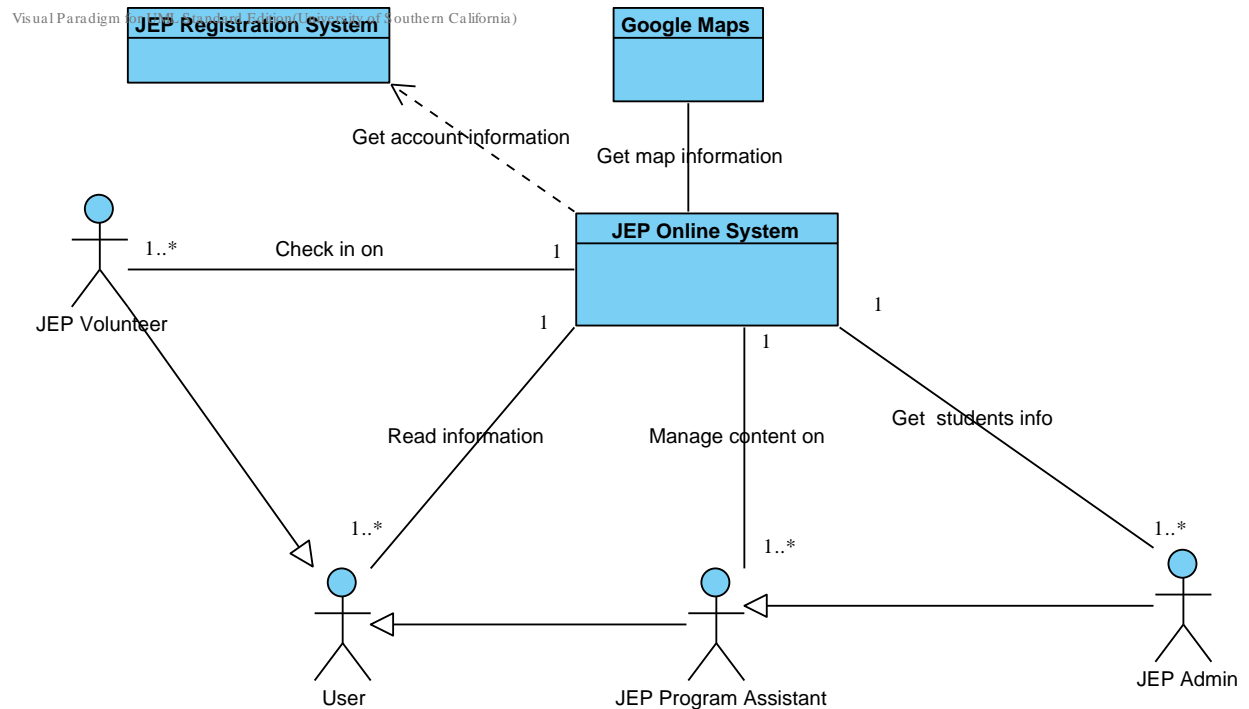 Visual Paradigm for UML Standard Edition(University of Southern California)
JEP Registration System
Google Maps
Get account information
Get map information
JEP Online System
1..*
Check in on
1
JEP Volunteer
1
1
1
Read information
Manage content on
Get  students info
1..*
1..*
1..*
User
JEP Program Assistant
JEP Admin